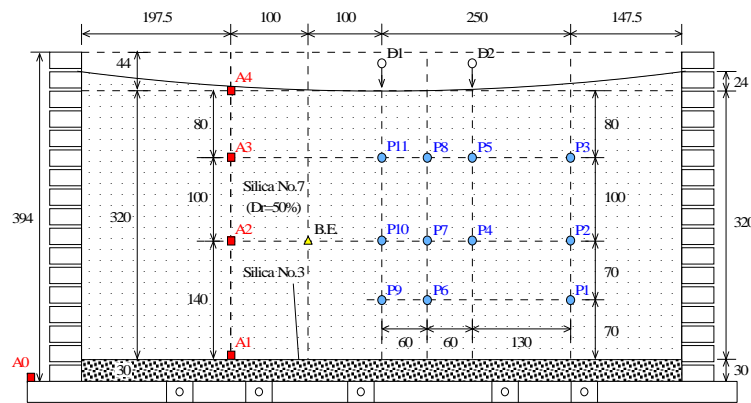 197.5 100 100 250 147.5
D1 D2
44
A4 24
80 80
A3 P11 P8 P5 P3
Silica No.7
(Dr=50%)
100 100
394 320 320
A2 B.E. P10 P7 P4 P2
Silica No.3
70
140 P9 P6 P1
60 60 130 70
A1
A0 30 30